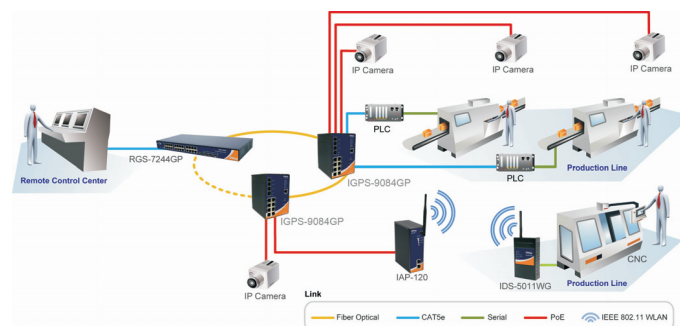 IP Camera
IP Camera
IP Camera
PLC
RGS-7244GP
Remote Control Center
IGPS-9084GP
PLC
Production Line
IGPS-9084GP
IAP-120
IDS-5011WG
CNC
Production Line
IP Camera
Link
Fiber Optical
CAT5e
Serial
PoE
IEEE 802.11 WLAN